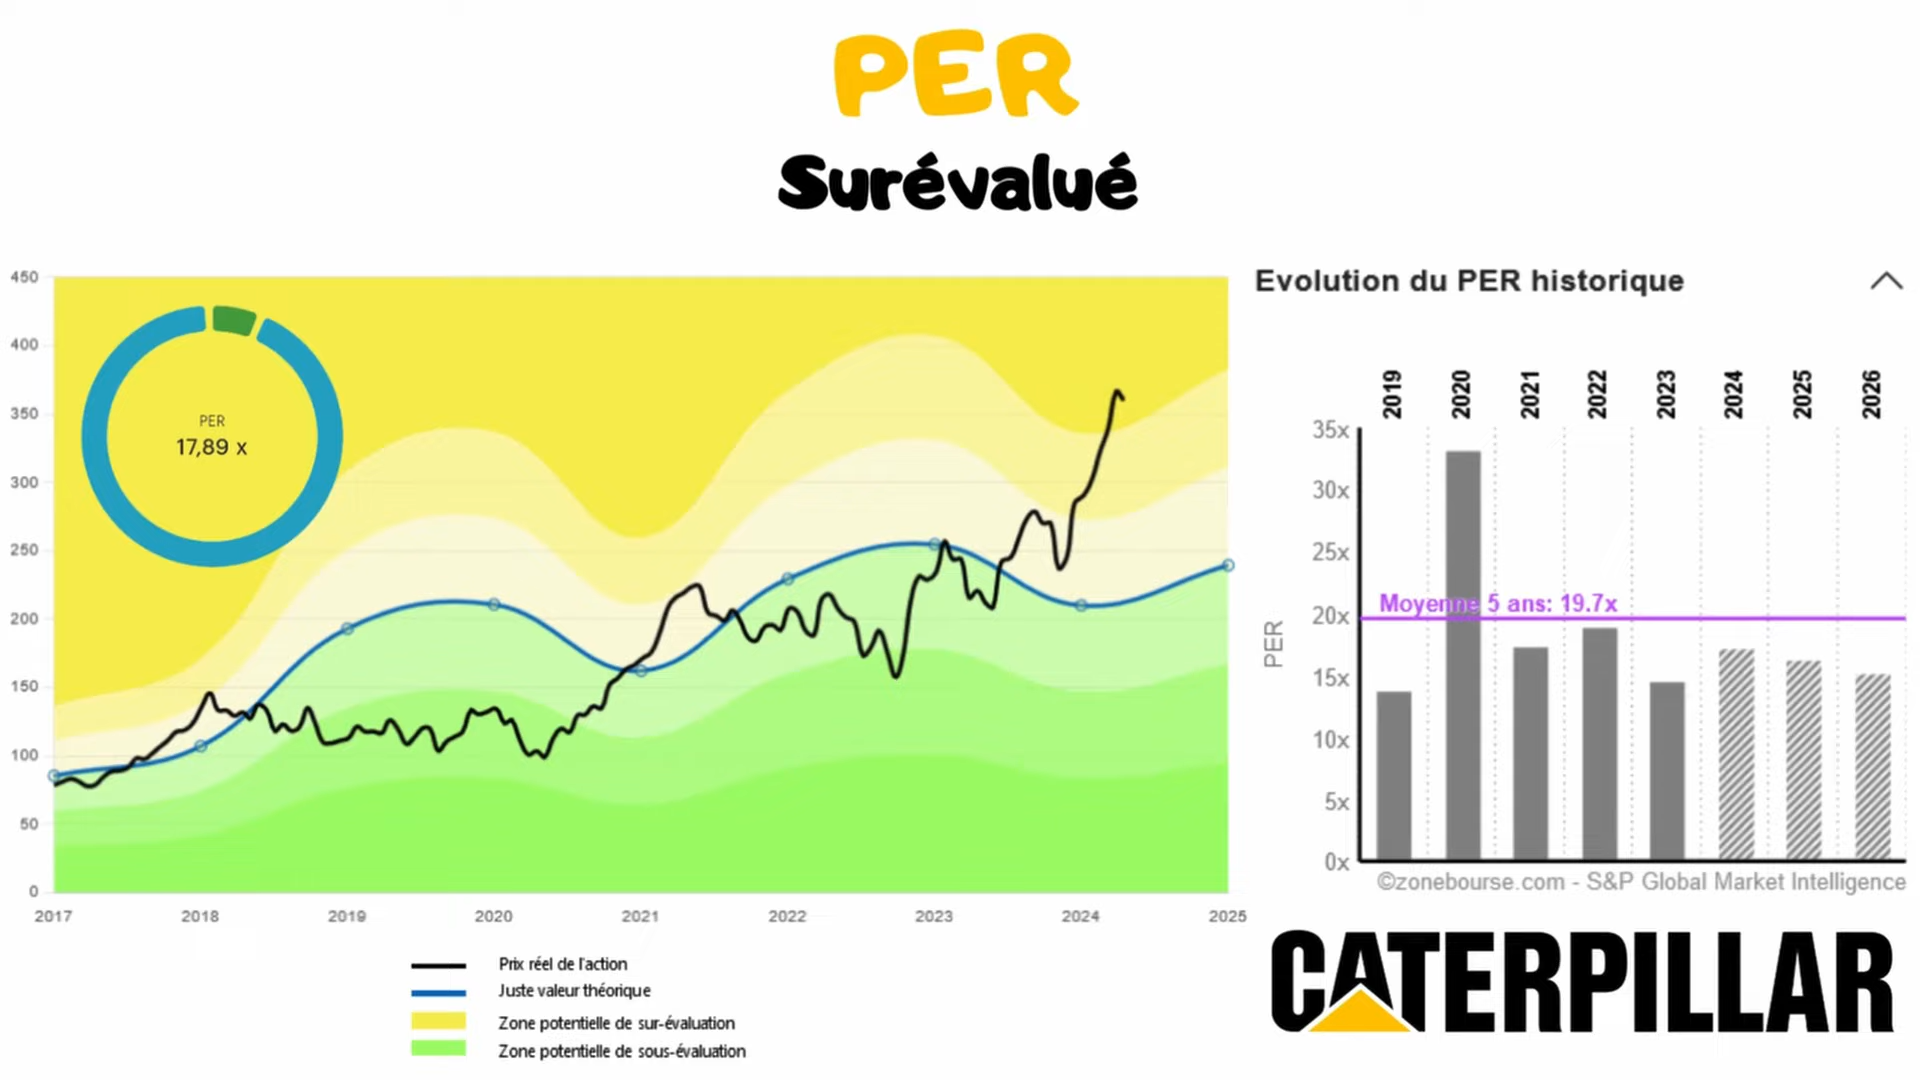 PER
Surévalué
450
400
350
300
250
200
150
100
50
0
PER
17,89 x
2017 2018 2019 2020 2021 2022 2023 2024 2025
Prix réel de l'action
Juste valeur théorique
Zone potentielle de sur-évaluation
Zone potentielle de sous-évaluation
Evolution du PER historique
2019 2020 2021 2022 2023 2024 2025 2026
35x
30x
25x
20x
15x
10x
5x
0x
PER
Moyenne 5 ans: 19.7x
©zonebourse.com - S&P Global Market Intelligence
CATERPILLAR